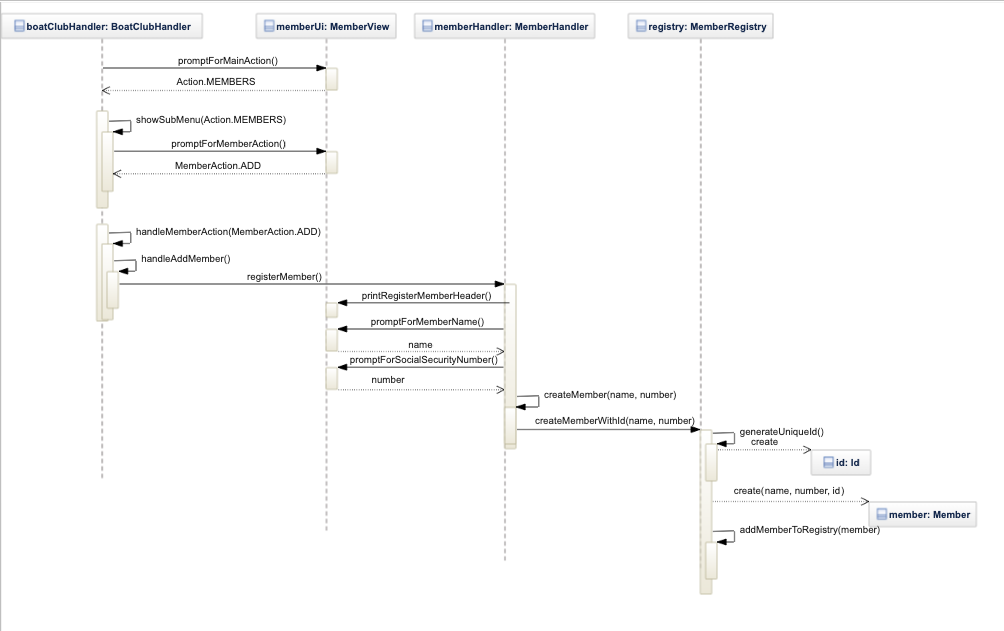 boatClubHandler: BoatClubHandler
memberUi: MemberView
memberHandler: MemberHandler
registry: MemberRegistry
promptForMainAction()
Action.MEMBERS
showSubMenu(Action.MEMBERS)
promptForMemberAction()
MemberAction.ADD
handleMemberAction(MemberAction.ADD)
handleAddMember()
registerMember()
printRegisterMemberHeader()
promptForMemberName()
name
promptForSocialSecurityNumber()
number
createMember(name, number)
createMemberWithId(name, number)
generateUniqueId()
create
id: Id
create(name, number, id)
member: Member
addMemberToRegistry(member)